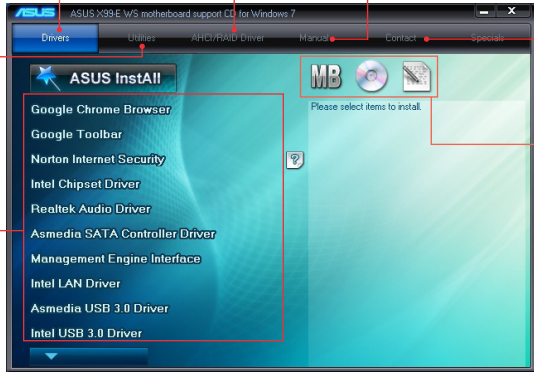 ASUS ASUS X99-E WS motherboard support CD for Windows 7
Drivers Utilities AHCI/RAID Driver Manual Contact Specials
ASUS InstAll
MB
Please select items to install.
Google Chrome Browser
Google Toolbar
Norton Internet Security
?
Intel Chipset Driver
Realtek Audio Driver
Asmedia SATA Controller Driver
Management Engine Interface
Intel LAN Driver
Asmedia USB 3.0 Driver
Intel USB 3.0 Driver